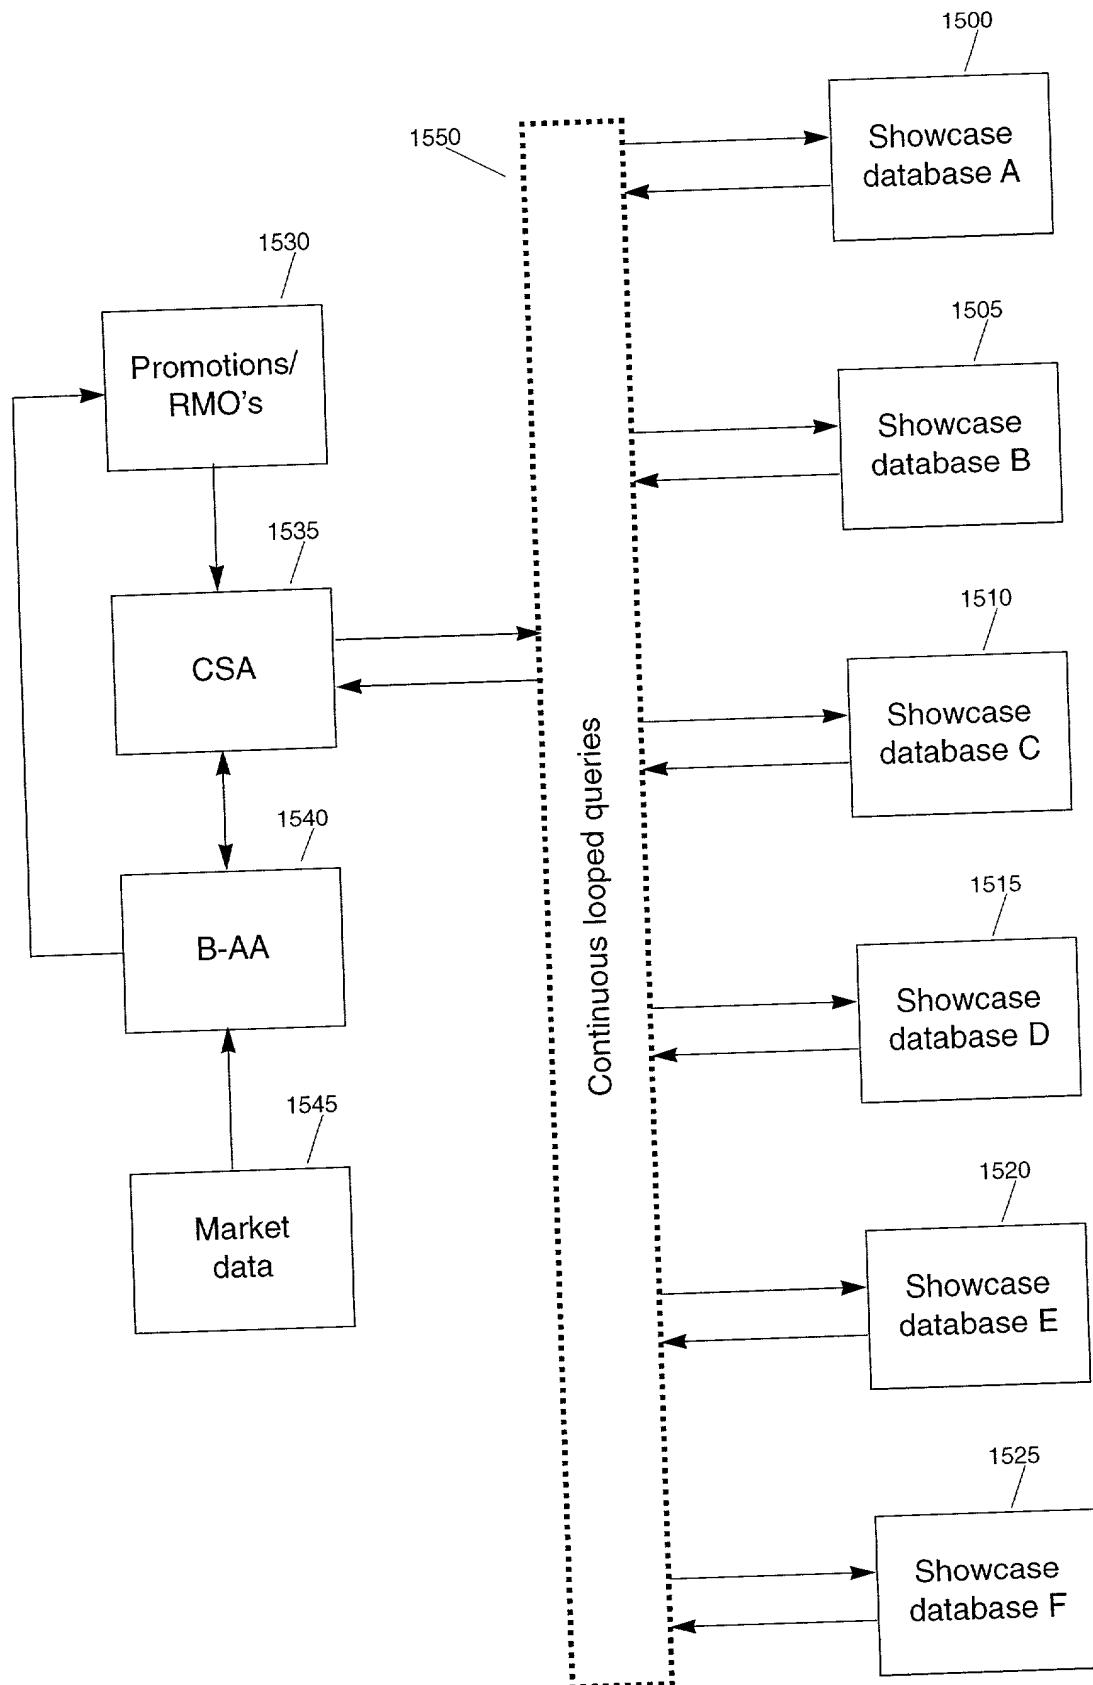 1500
Showcase
database A
1550
1530
Promotions/
RMO's
1505
Showcase
database B
1535
CSA
1510
Showcase
database C
Continuous looped queries
1540
B-AA
1515
Showcase
database D
1545
Market
data
1520
Showcase
database E
1525
Showcase
database F